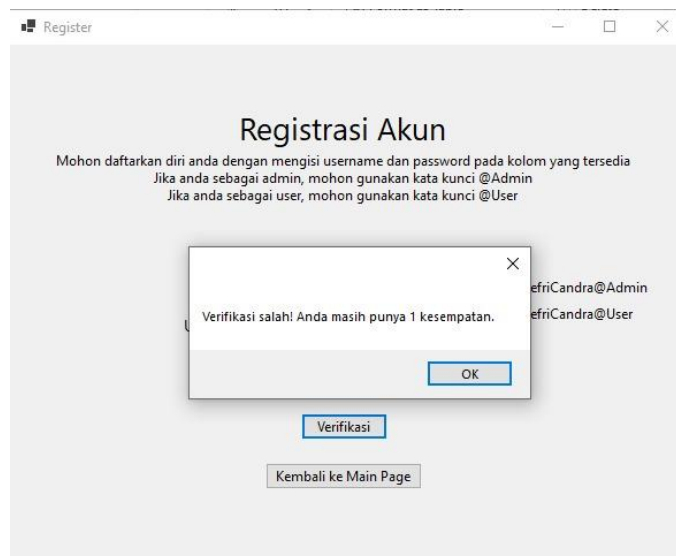 Register
Registrasi Akun
Mohon daftarkan diri anda dengan mengisi username dan password pada kolom yang tersedia
Jika anda sebagai admin, mohon gunakan kata kunci @Admin
Jika anda sebagai user, mohon gunakan kata kunci @User
efriCandra@Admin
Verifikasi salah! Anda masih punya 1 kesempatan.
efriCandra@User
OK
Verifikasi
Kembali ke Main Page